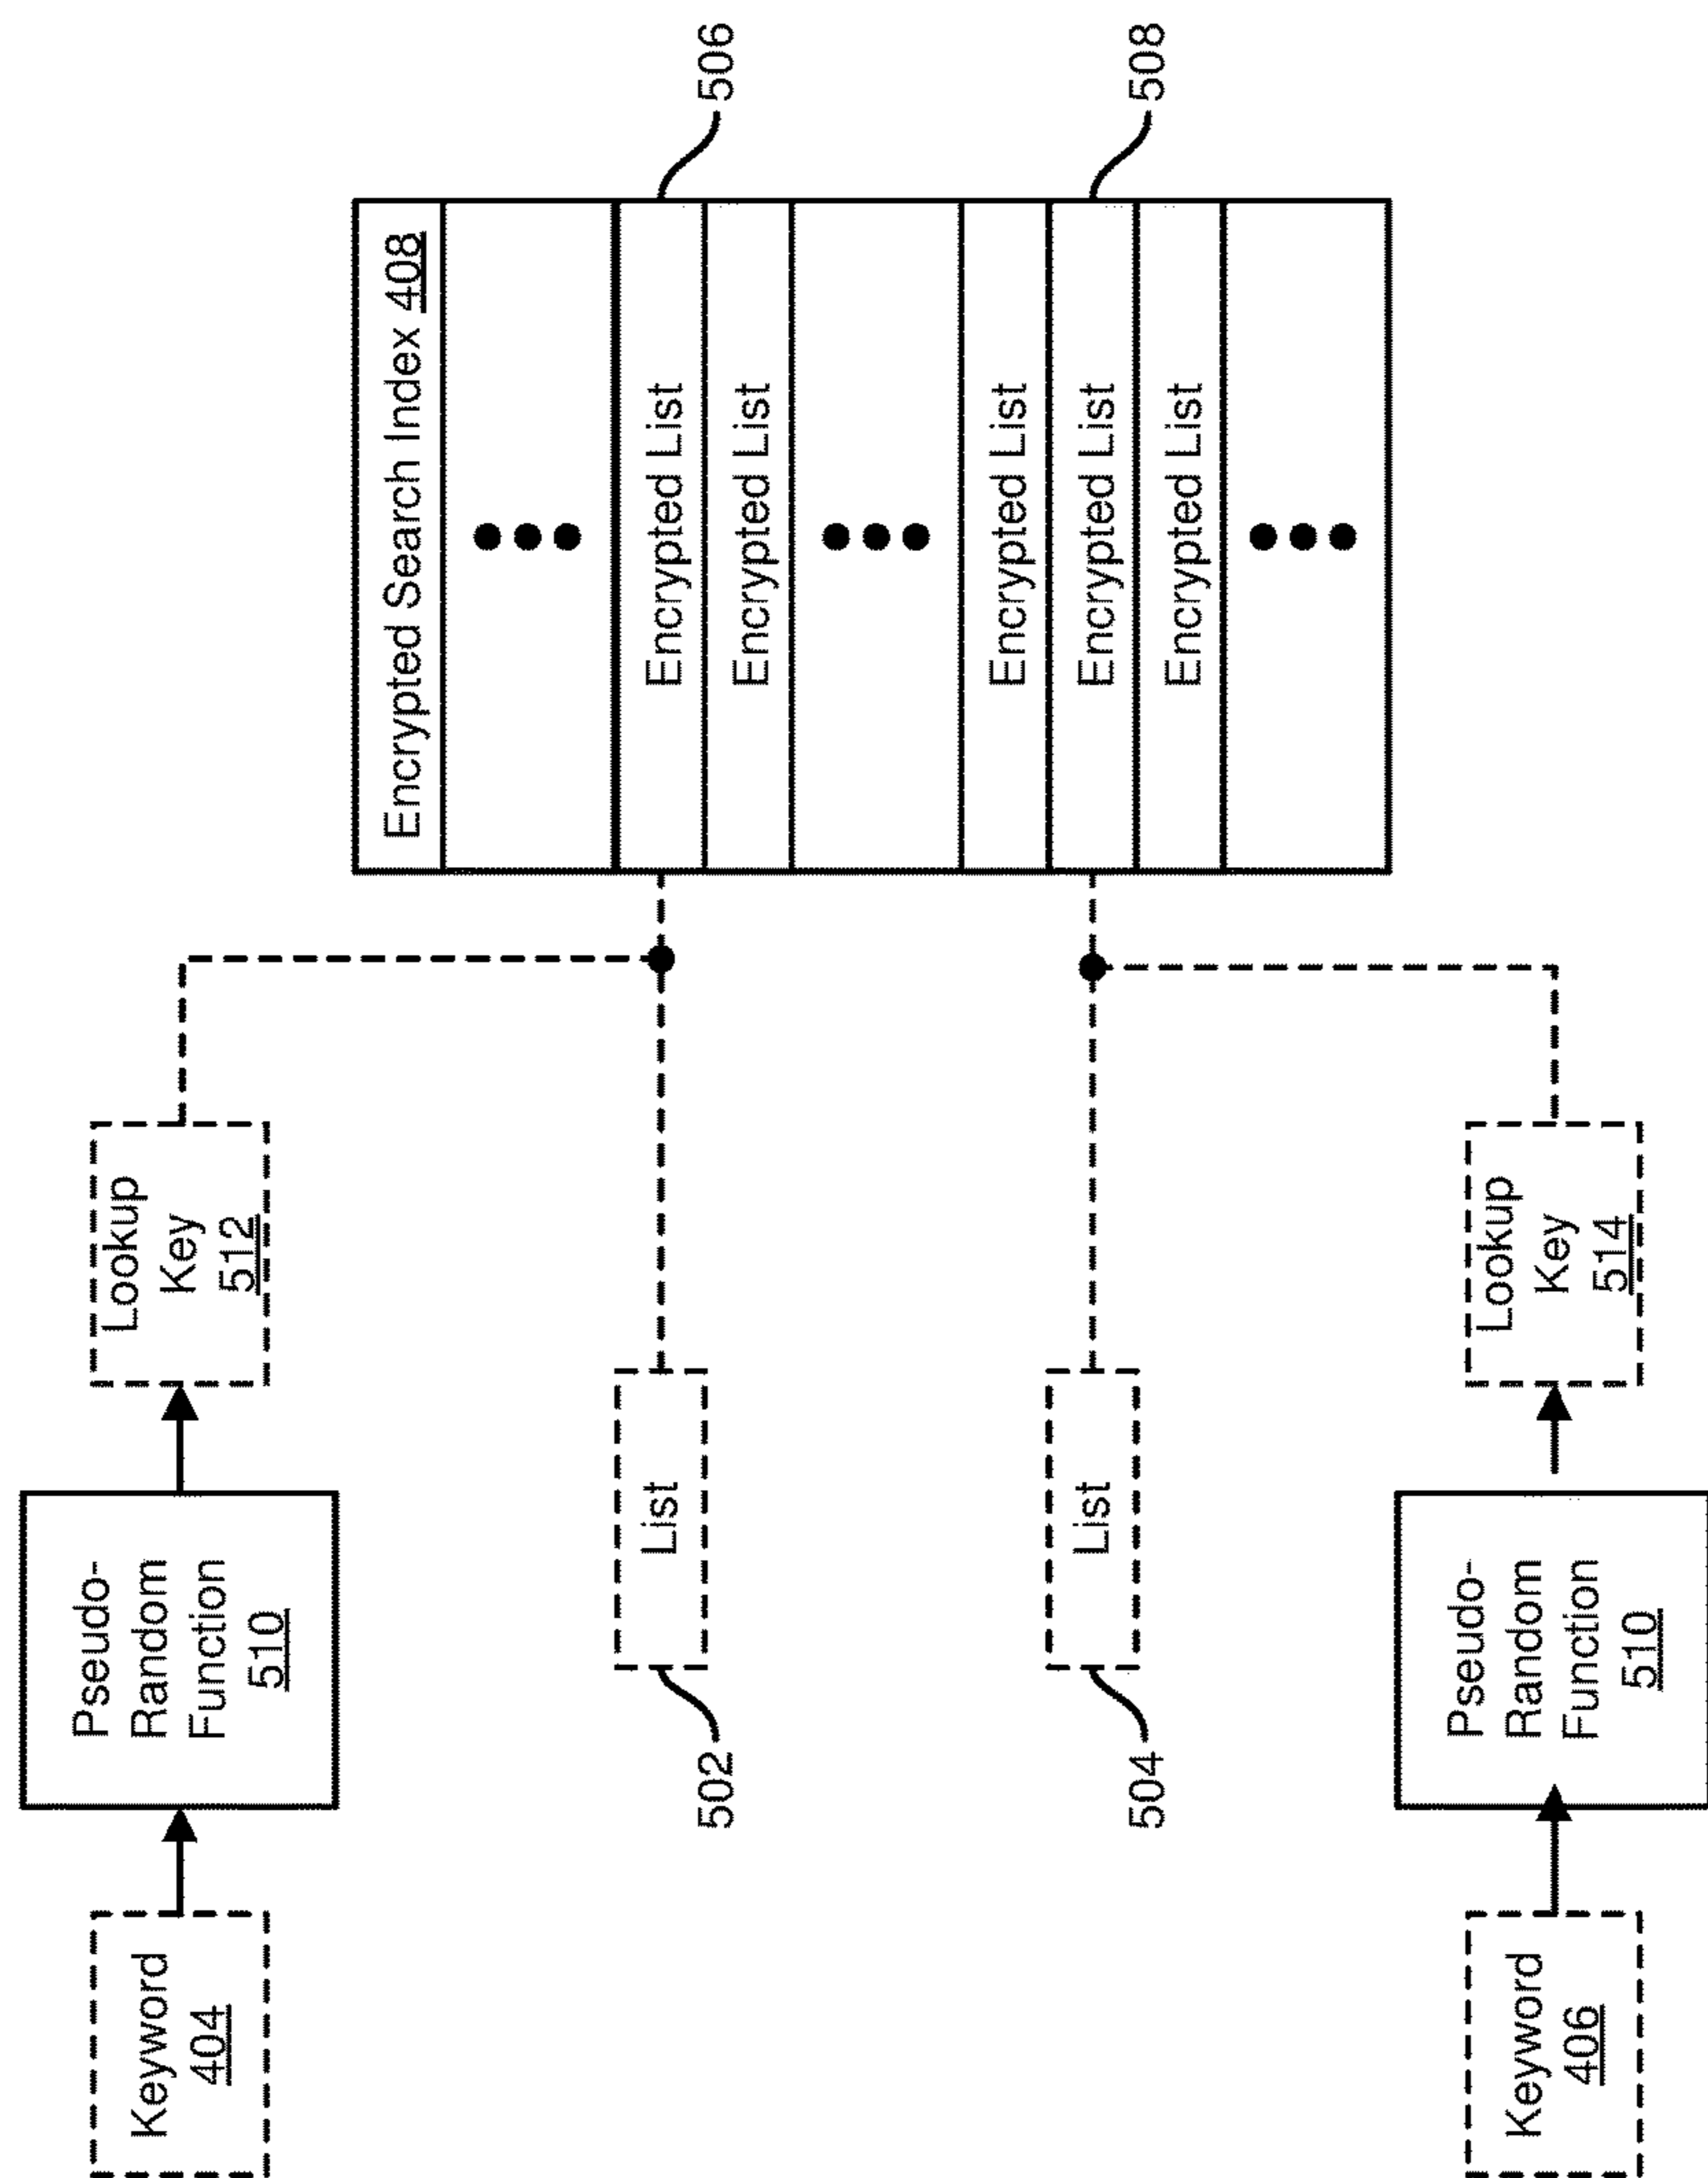 Keyword
404
Pseudo-
Random
Function
510
Lookup
Key
512
Encrypted Search Index 408
List
502
Encrypted List
506
Encrypted List
Encrypted List
List
504
Encrypted List
508
Encrypted List
Keyword
406
Pseudo-
Random
Function
510
Lookup
Key
514